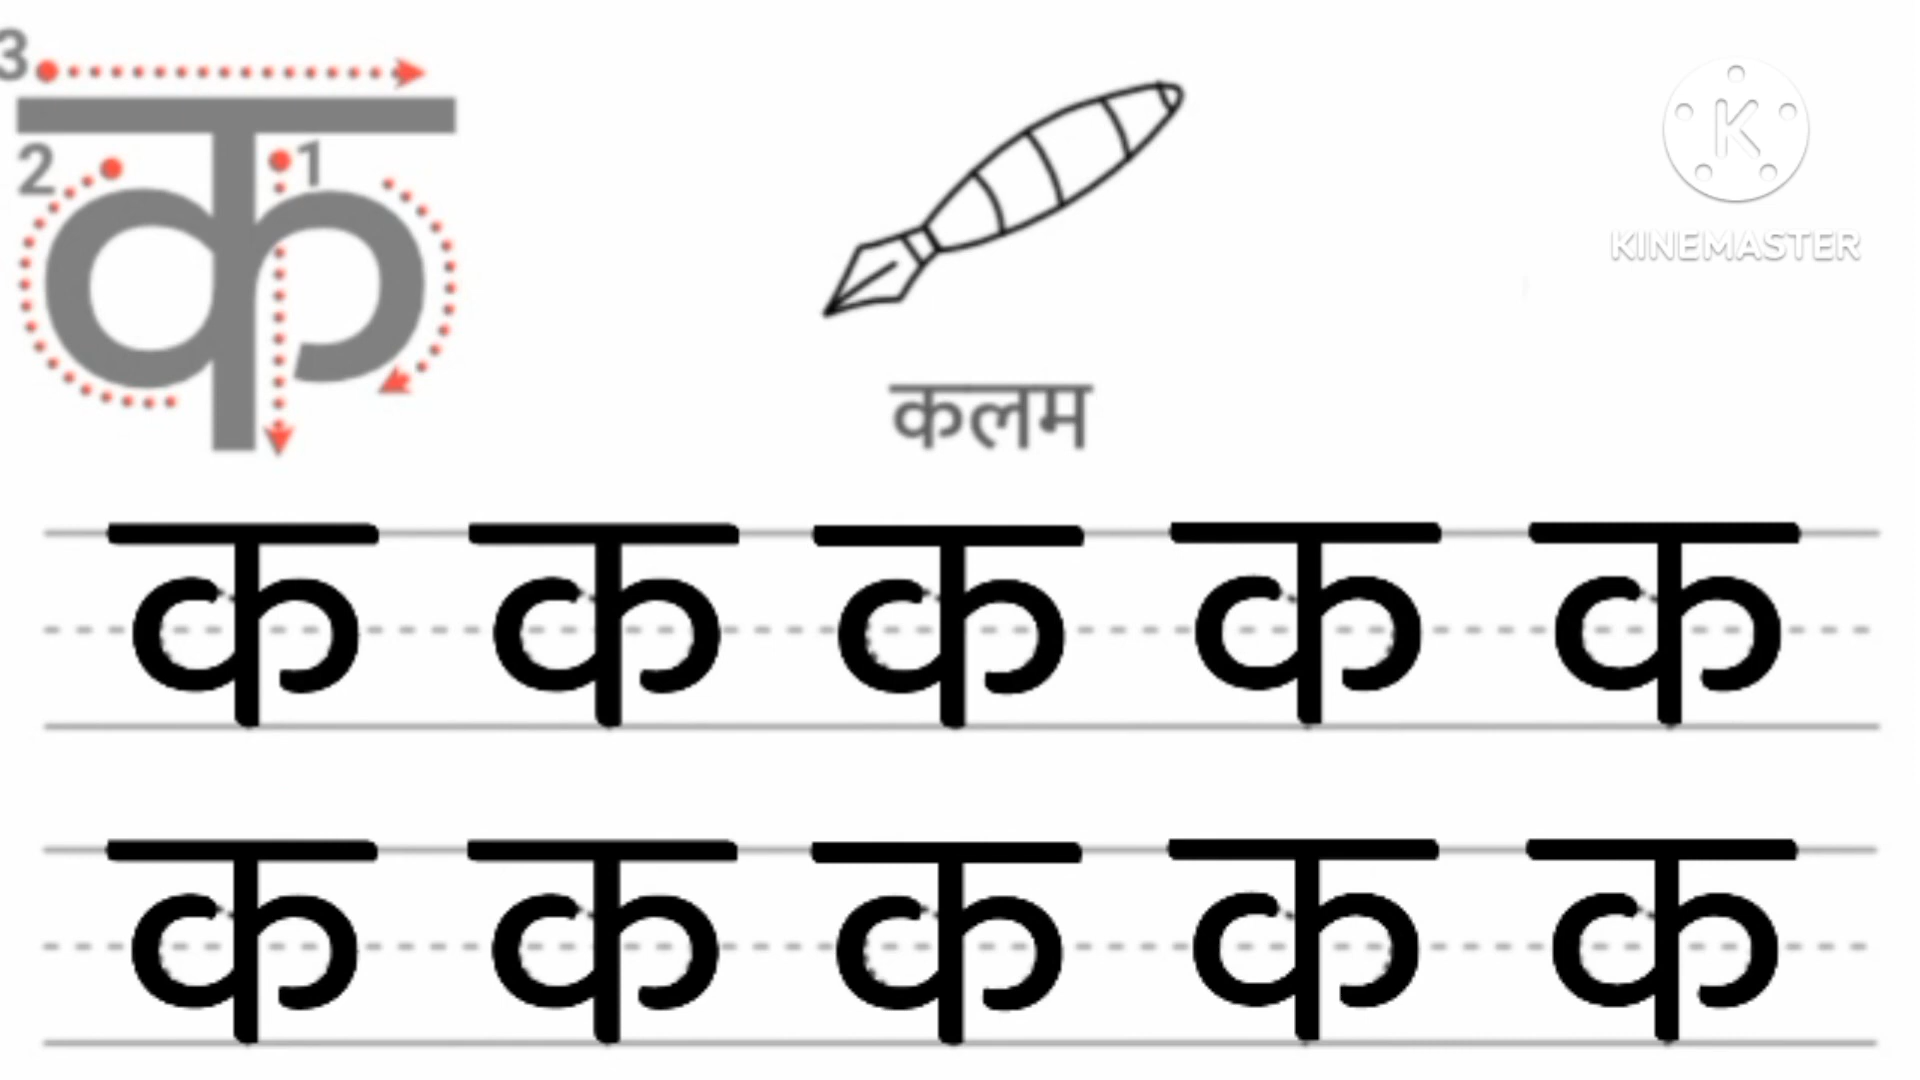 3
2 1
क
K
KINEMASTER
कलम
क क क क क
क क क क क